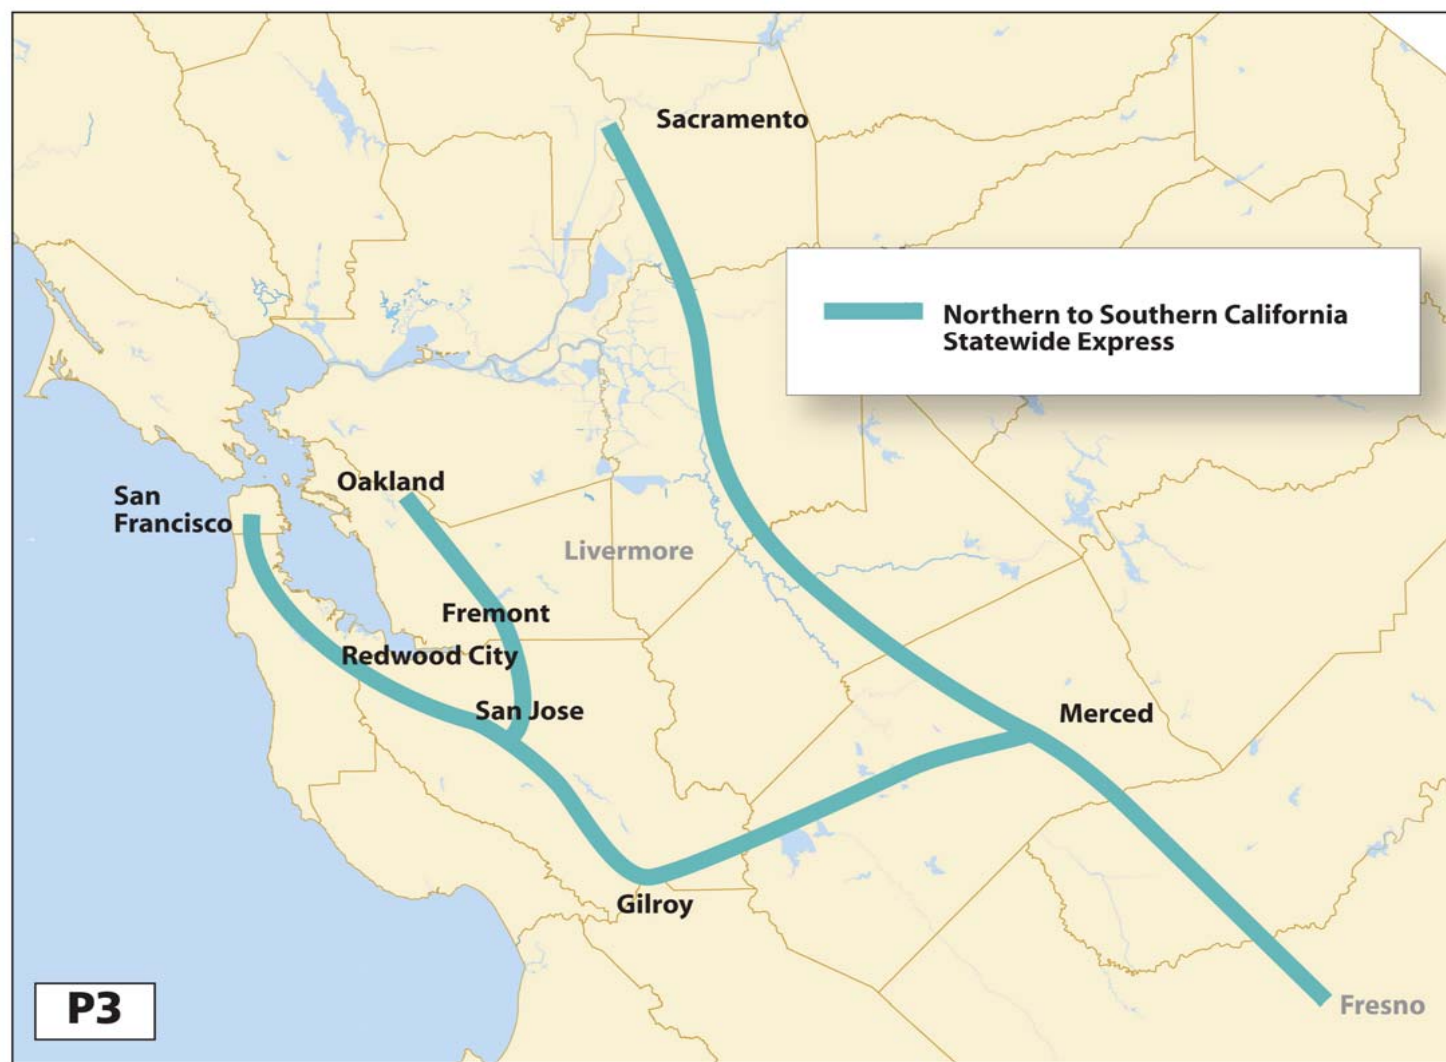 Sacramento
Northern to Southern California
Statewide Express
Oakland
San
Francisco
Livermore
Fremont
Redwood City
San Jose
Merced
Gilroy
P3
Fresno